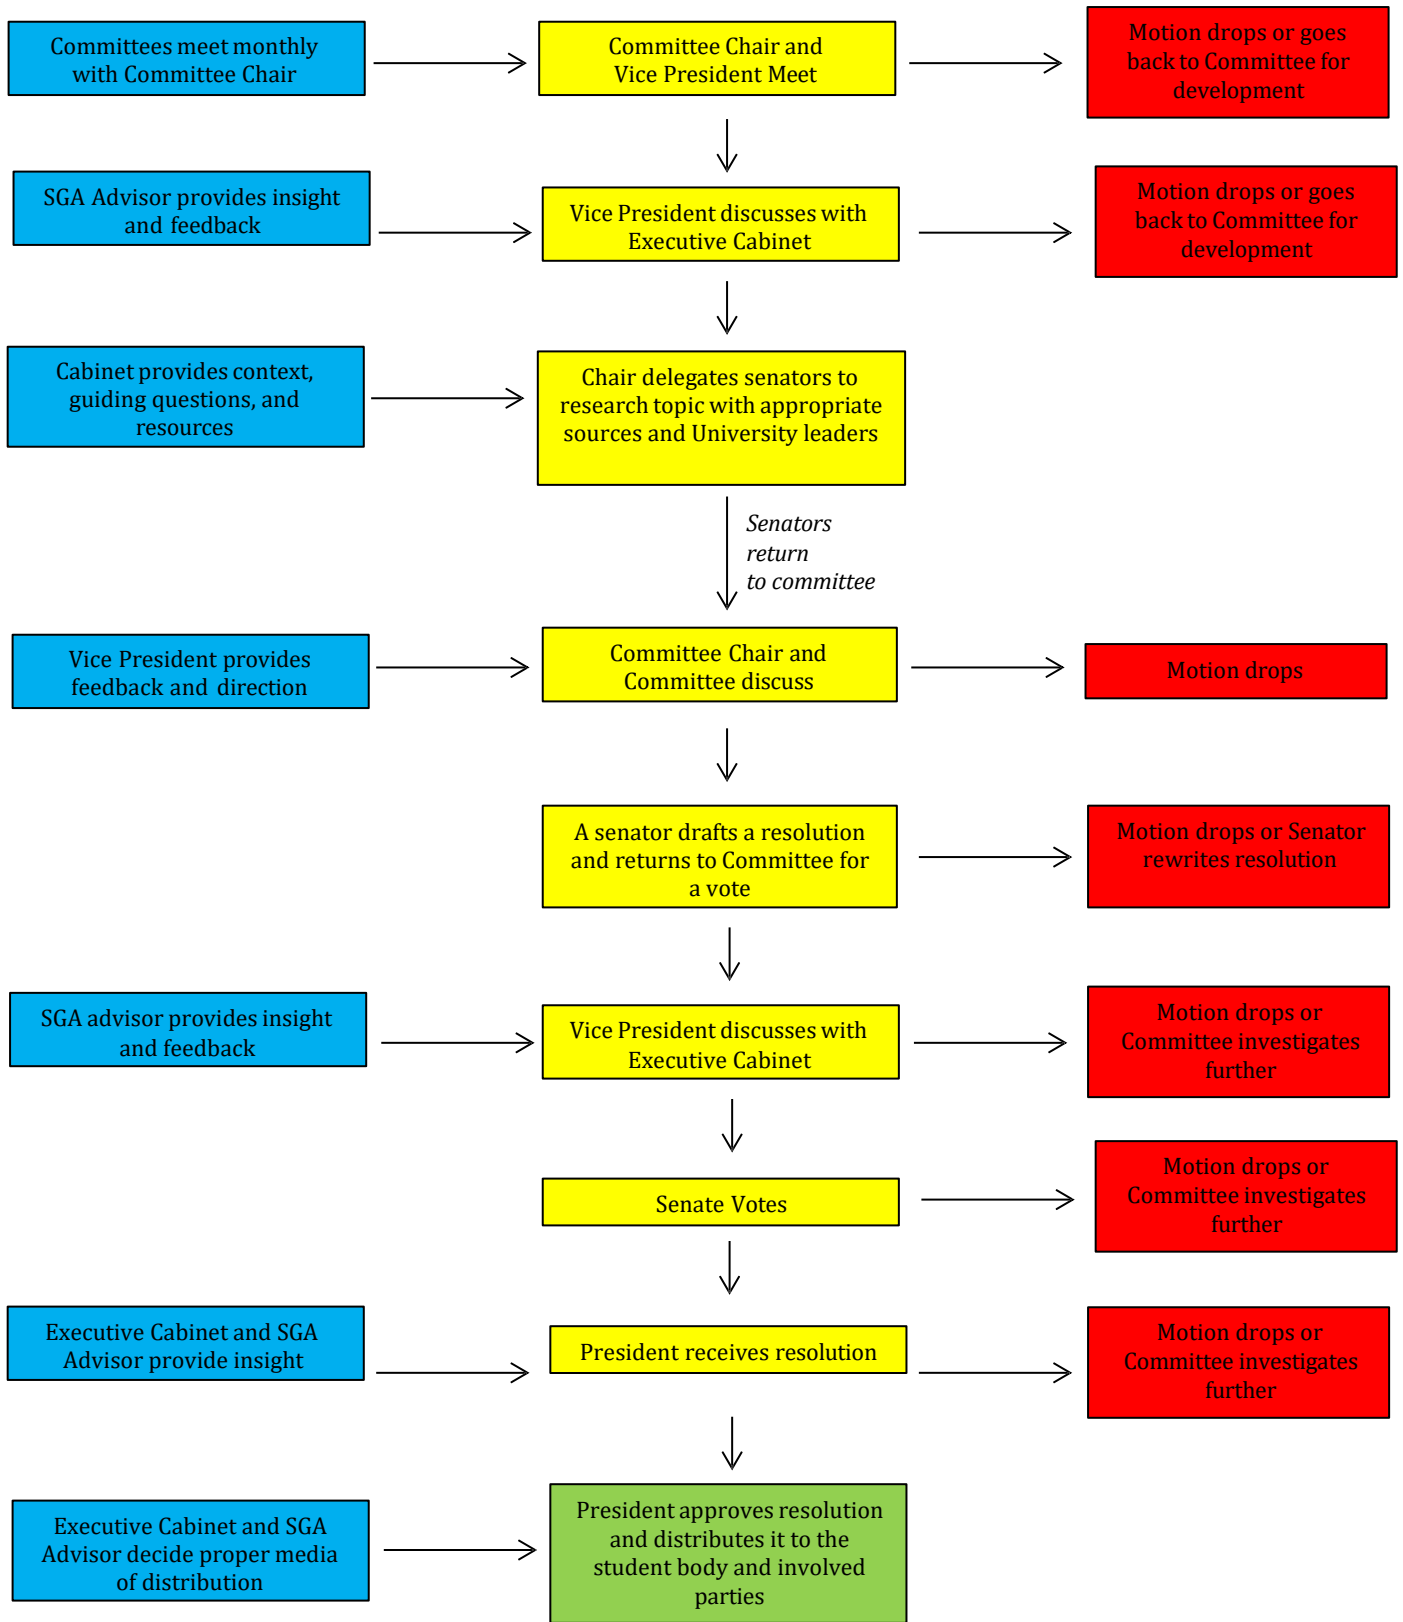 Committees meet monthly
with Committee Chair
Committee Chair and
Vice President Meet
Motion drops or goes
back to Committee for
development
SGA Advisor provides insight
and feedback
Vice President discusses with
Executive Cabinet
Motion drops or goes
back to Committee for
development
Cabinet provides context,
guiding questions, and
resources
Chair delegates senators to
research topic with appropriate
sources and University leaders
Senators
return
to committee
Vice President provides
feedback and direction
Committee Chair and
Committee discuss
Motion drops
A senator drafts a resolution
and returns to Committee for
a vote
Motion drops or Senator
rewrites resolution
SGA advisor provides insight
and feedback
Vice President discusses with
Executive Cabinet
Motion drops or
Committee investigates
further
Senate Votes
Motion drops or
Committee investigates
further
Executive Cabinet and SGA
Advisor provide insight
President receives resolution
Motion drops or
Committee investigates
further
Executive Cabinet and SGA
Advisor decide proper media
of distribution
President approves resolution
and distributes it to the
student body and involved
parties